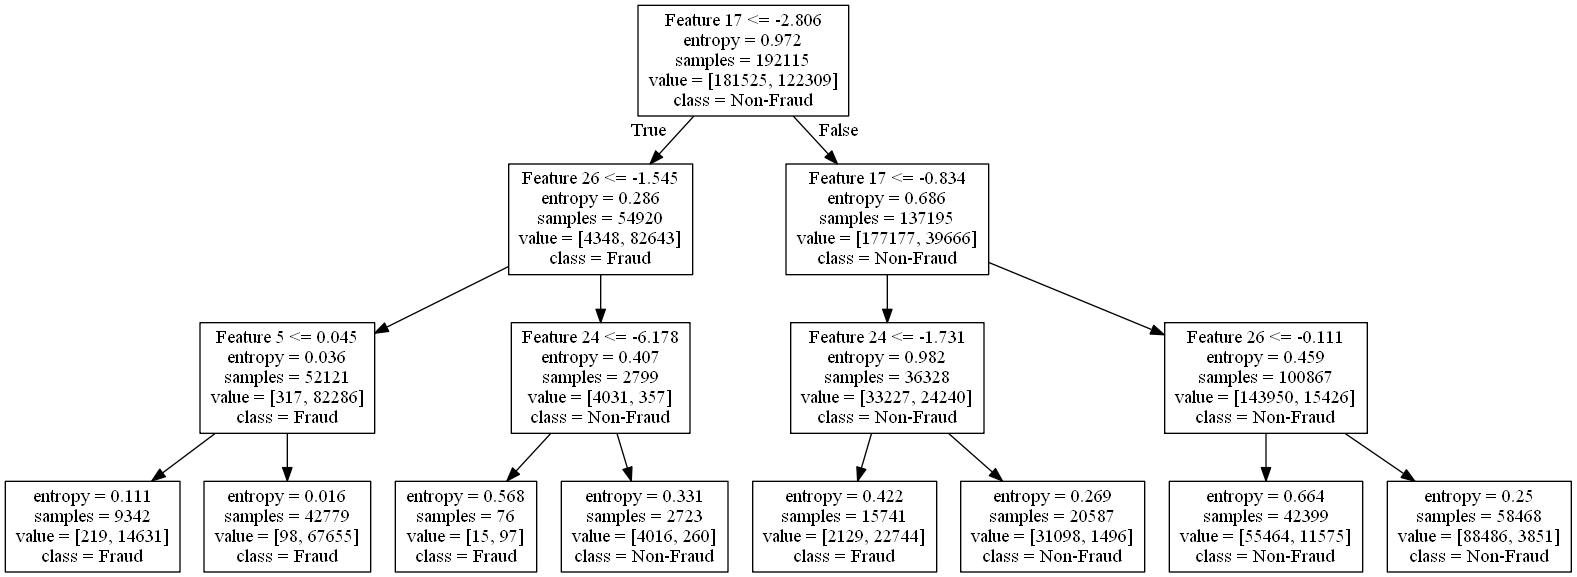 Feature 17 <= -2.806
entropy = 0.972
samples = 192115
value = [181525, 122309]
class = Non-Fraud
True
False
Feature 26 <= -1.545
entropy = 0.286
samples = 54920
value = [4348, 82643]
class = Fraud
Feature 17 <= -0.834
entropy = 0.686
samples = 137195
value = [177177, 39666]
class = Non-Fraud
Feature 5 <= 0.045
entropy = 0.036
samples = 52121
value = [317, 82286]
class = Fraud
Feature 24 <= -6.178
entropy = 0.407
samples = 2799
value = [4031, 357]
class = Non-Fraud
Feature 24 <= -1.731
entropy = 0.982
samples = 36328
value = [33227, 24240]
class = Non-Fraud
Feature 26 <= -0.111
entropy = 0.459
samples = 100867
value = [143950, 15426]
class = Non-Fraud
entropy = 0.111
samples = 9342
value = [219, 14631]
class = Fraud
entropy = 0.016
samples = 42779
value = [98, 67655]
class = Fraud
entropy = 0.568
samples = 76
value = [15, 97]
class = Fraud
entropy = 0.331
samples = 2723
value = [4016, 260]
class = Non-Fraud
entropy = 0.422
samples = 15741
value = [2129, 22744]
class = Fraud
entropy = 0.269
samples = 20587
value = [31098, 1496]
class = Non-Fraud
entropy = 0.664
samples = 42399
value = [55464, 11575]
class = Non-Fraud
entropy = 0.25
samples = 58468
value = [88486, 3851]
class = Non-Fraud